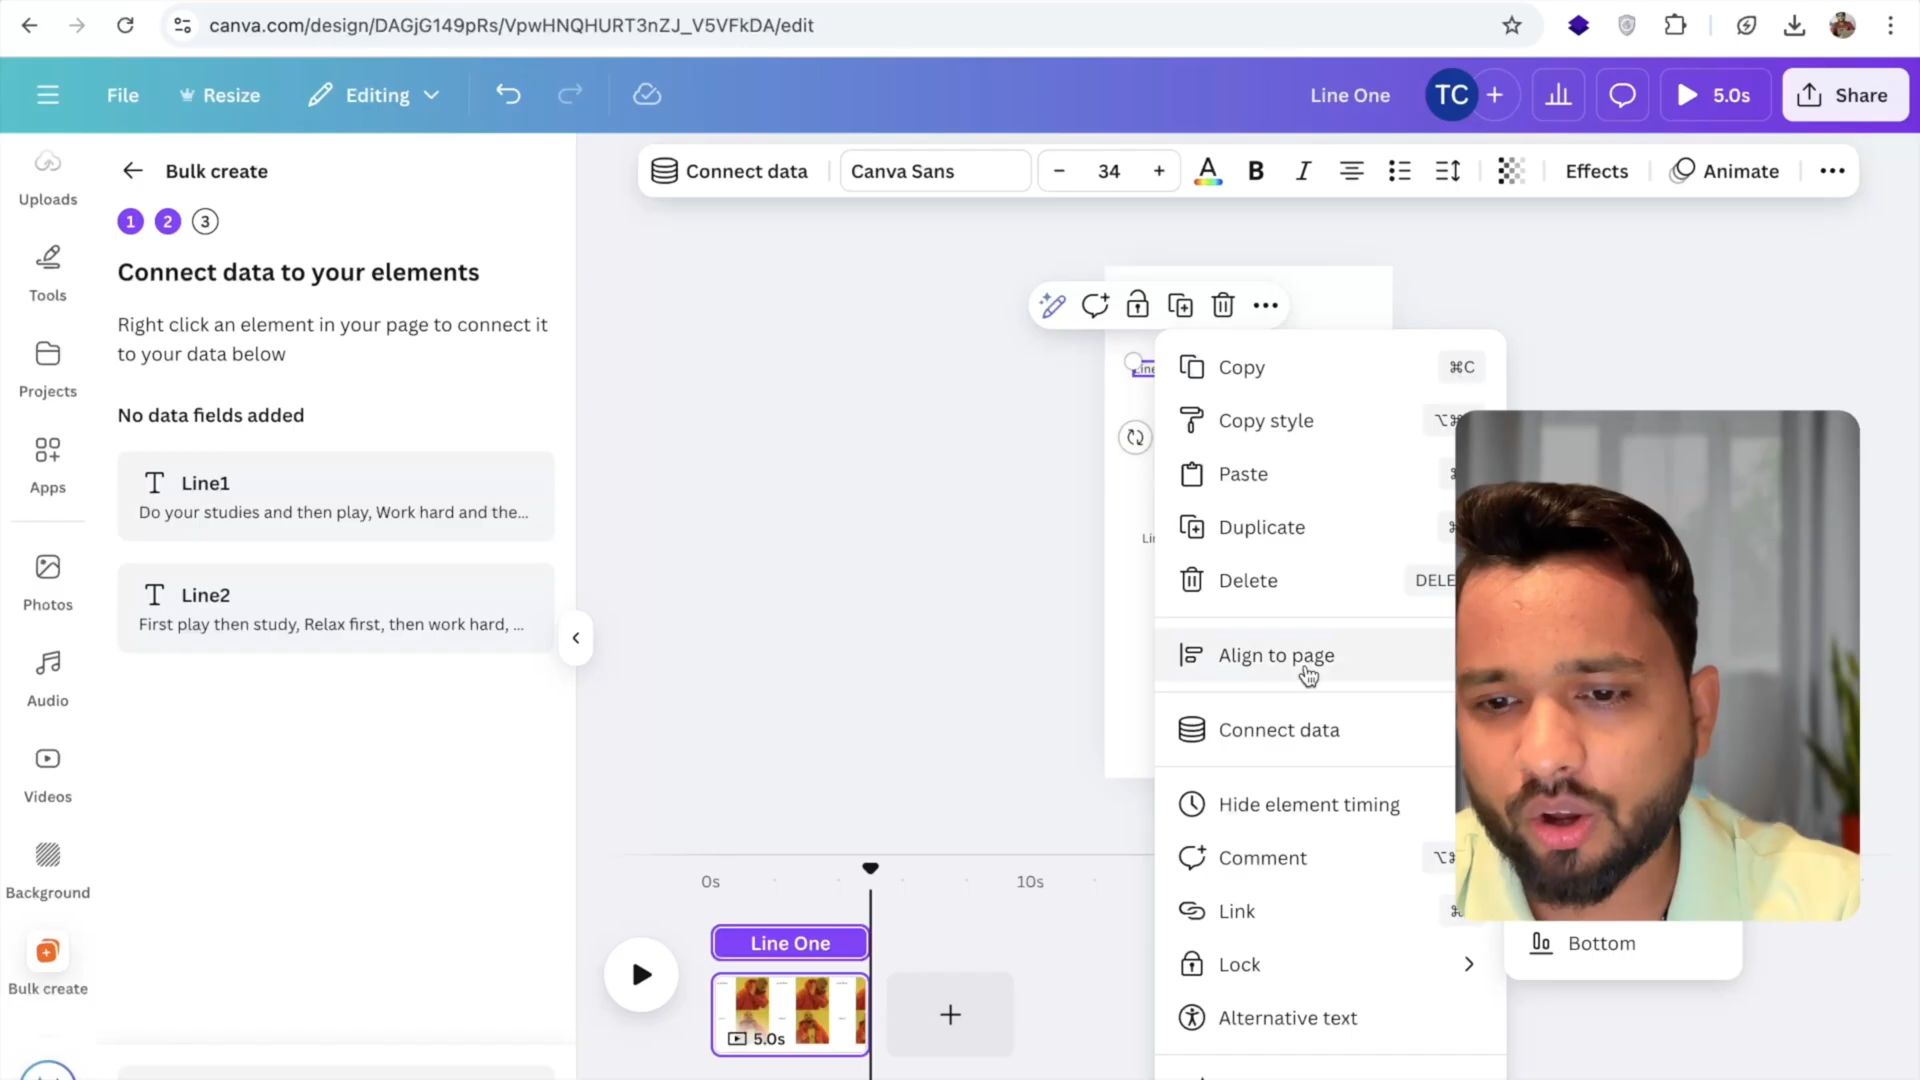 canva.com/design/DAGjG149pRs/VpwHNQHURT3nZJ_V5VFkDA/edit
File
Resize
Editing
Line One
TC
5.0s
Share
Uploads
Tools
Projects
Apps
Photos
Audio
Videos
Background
Bulk create
Bulk create
1 2 3
Connect data to your elements
Right click an element in your page to connect it
to your data below
No data fields added
Line1
Do your studies and then play, Work hard and the...
Line2
First play then study, Relax first, then work hard, ...
Connect data
Canva Sans
34
A
B
I
Effects
Animate
Line
Copy ⌘C
Copy style
Paste
Duplicate
Delete
Align to page
Connect data
Hide element timing
Comment
Link
Lock
Alternative text
Bottom
0s
10s
Line One
5.0s